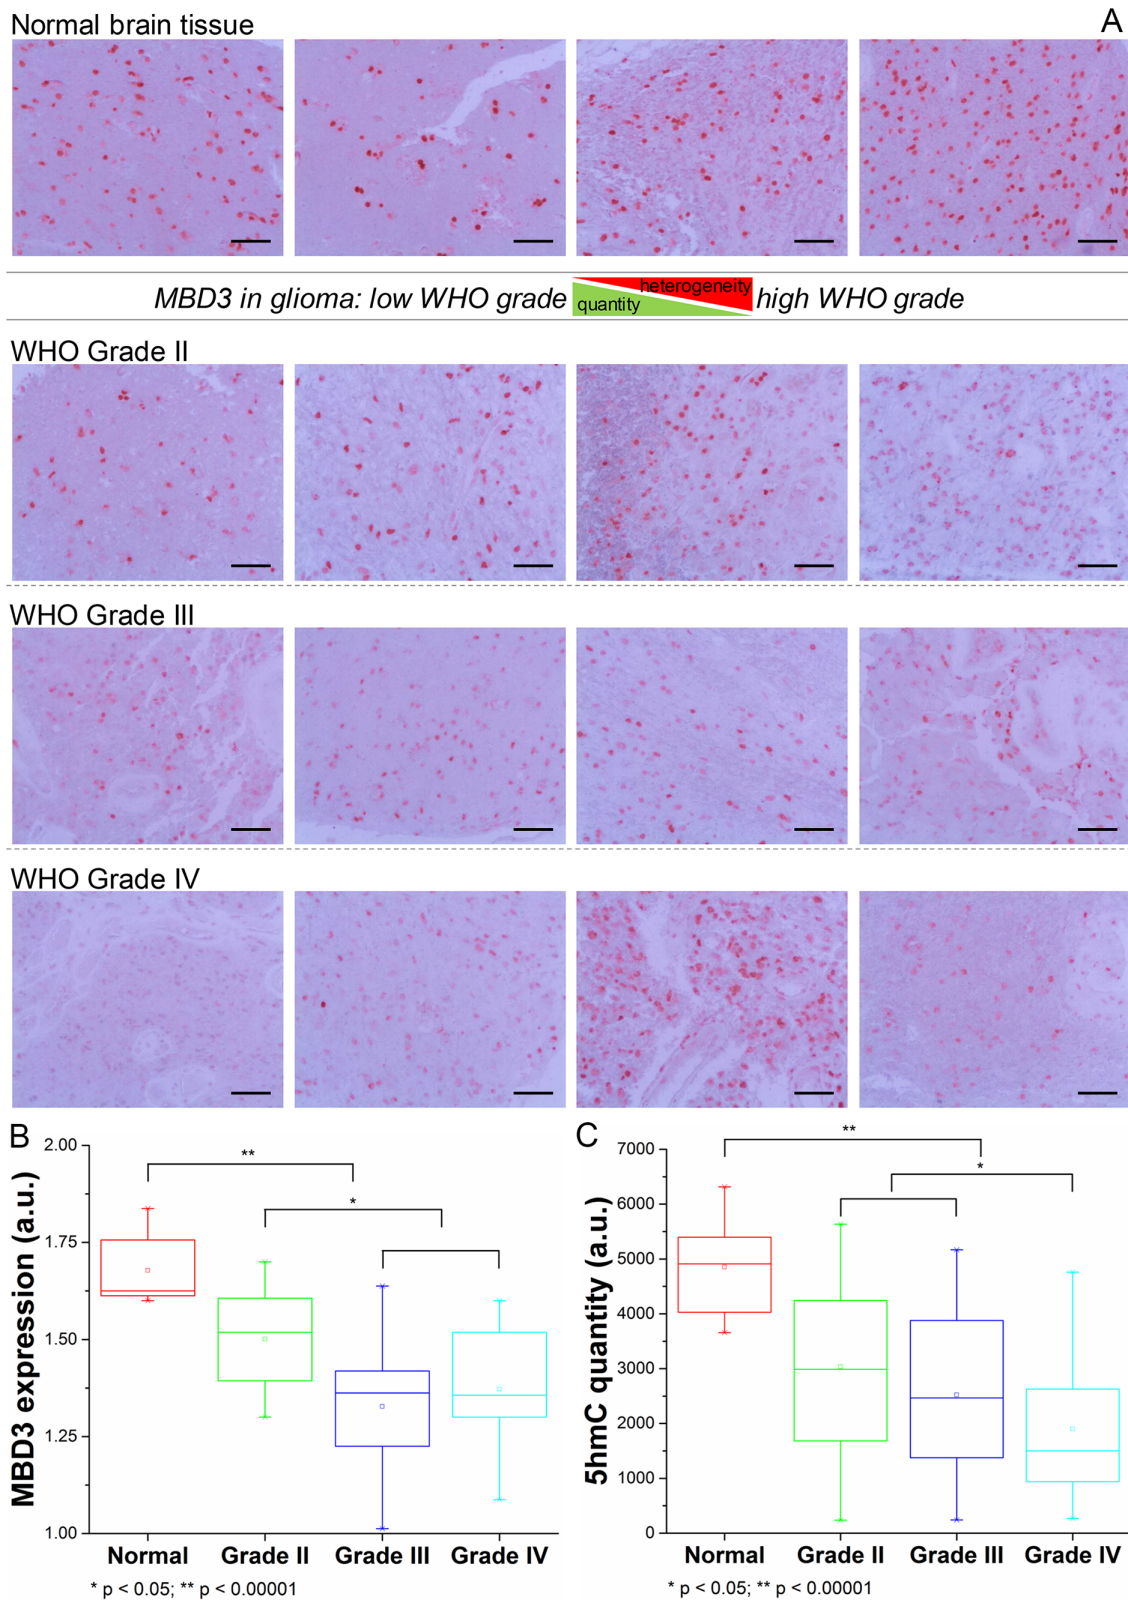 Normal brain tissue
A
MBD3 in glioma: low WHO grade
heterogeneity
quantity
high WHO grade
WHO Grade II
WHO Grade III
WHO Grade IV
B
MBD3 expression (a.u.)
2.00
1.75
1.50
1.25
1.00
**
*
Normal Grade II Grade III Grade IV
* p < 0.05; ** p < 0.00001
C
5hmC quantity (a.u.)
7000
6000
5000
4000
3000
2000
1000
0
**
*
Normal Grade II Grade III Grade IV
* p < 0.05; ** p < 0.00001